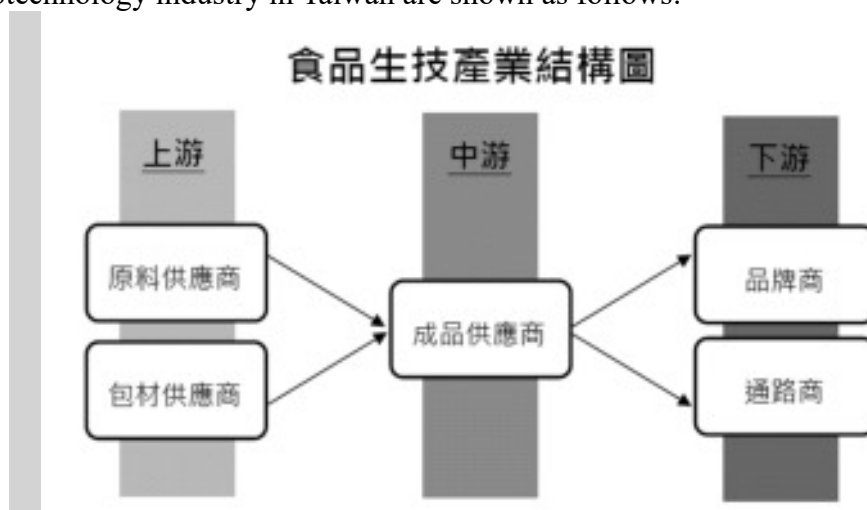 industry in Taiwan are shown as follows:
食品生技產業結構圖
上游
中游
下游
原料供應商
包材供應商
成品供應商
品牌商
通路商